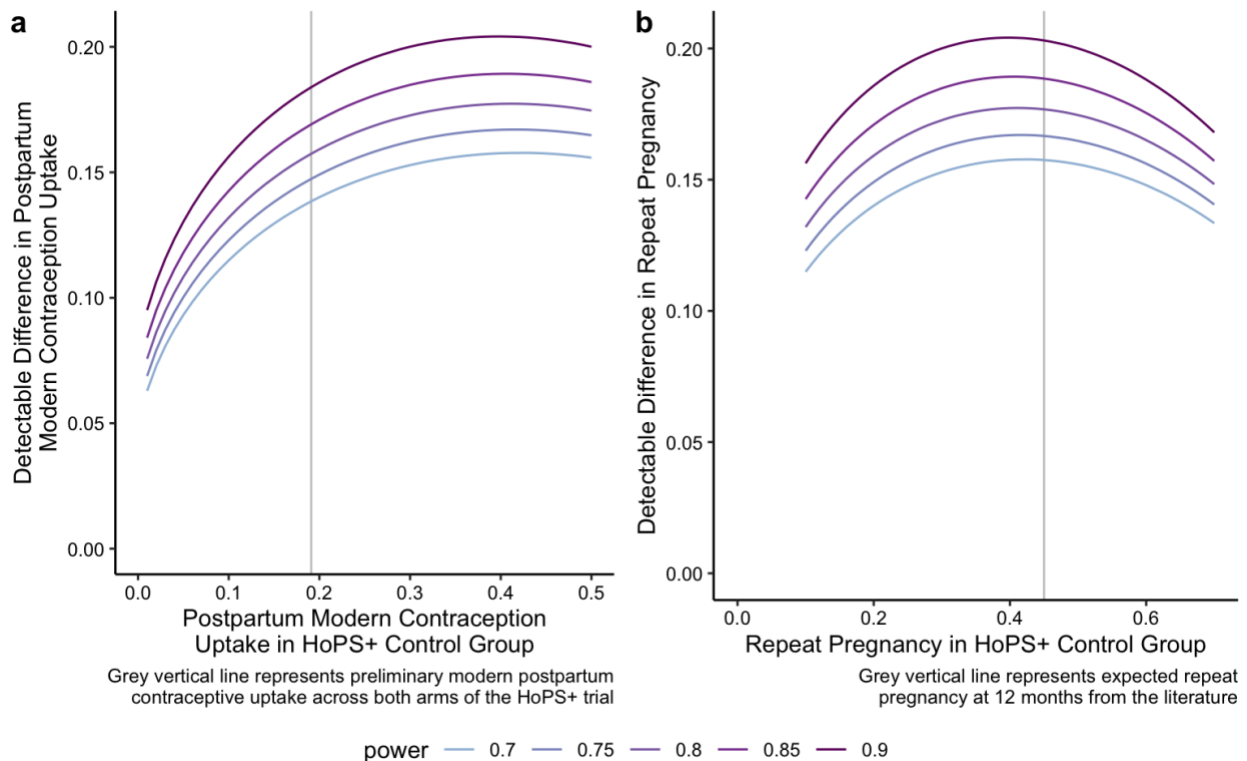 a
Detectable Difference in Postpartum
Modern Contraception Uptake
0.20
0.15
0.10
0.05
0.00
0.0 0.1 0.2 0.3 0.4 0.5
Postpartum Modern Contraception
Uptake in HoPS+ Control Group
Grey vertical line represents preliminary modern postpartum
contraceptive uptake across both arms of the HoPS+ trial
b
Detectable Difference in Repeat Pregnancy
0.20
0.15
0.10
0.05
0.00
0.0 0.2 0.4 0.6
Repeat Pregnancy in HoPS+ Control Group
Grey vertical line represents expected repeat
pregnancy at 12 months from the literature
power 0.7 0.75 0.8 0.85 0.9